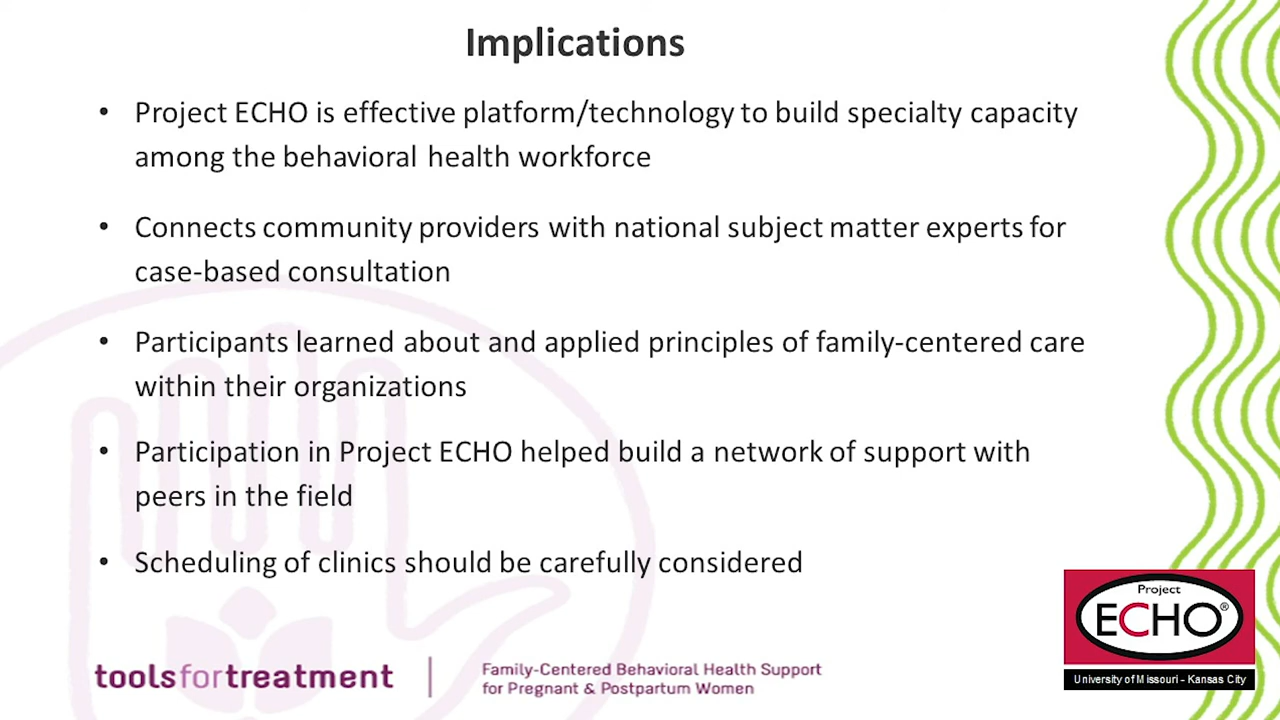 Implications
• Project ECHO is effective platform/technology to build specialty capacity
among the behavioral health workforce
• Connects community providers with national subject matter experts for
case-based consultation
• Participants learned about and applied principles of family-centered care
within their organizations
• Participation in Project ECHO helped build a network of support with
peers in the field
• Scheduling of clinics should be carefully considered
toolsfortreatment
Family-Centered Behavioral Health Support
for Pregnant & Postpartum Women
Project
ECHO®
University of Missouri - Kansas City